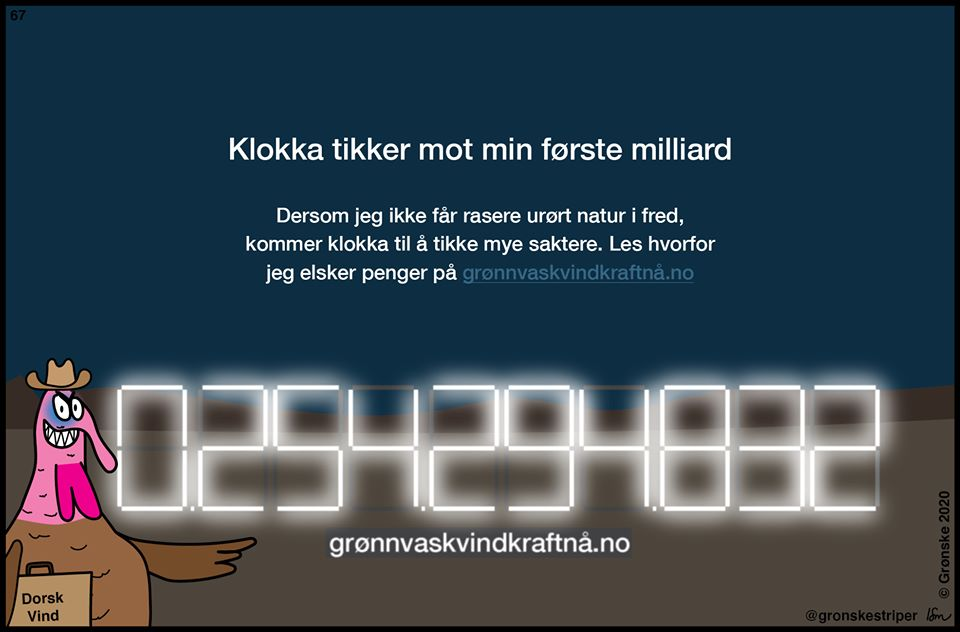 67
Klokka tikker mot min første milliard
Dersom jeg ikke får rasere urørt natur i fred,
kommer klokka til å tikke mye saktere. Les hvorfor
jeg elsker penger på grønnvaskvindkraftnå.no
0.254.294.832
grønnvaskvindkraftnå.no
Dorsk
Vind
© Grønske 2020
@gronskestriper